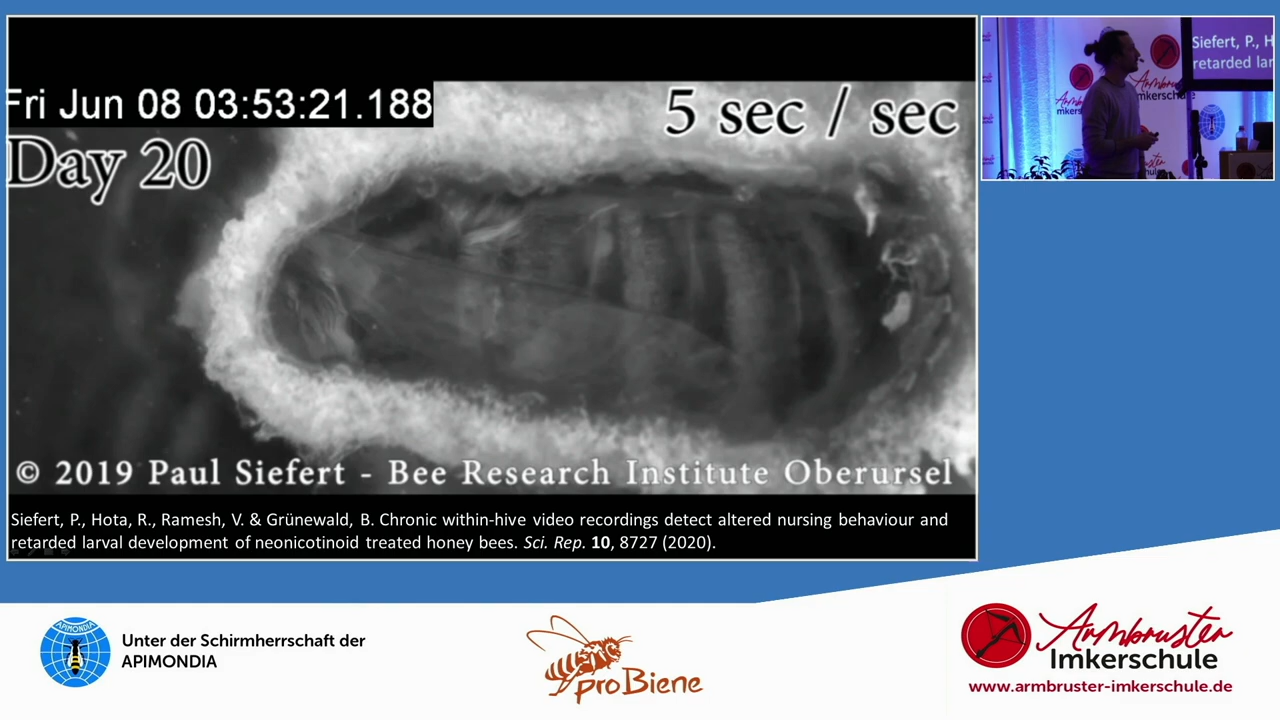 Fri Jun 08 03:53:21.188
5 sec / sec
Day 20
© 2019 Paul Siefert - Bee Research Institute Oberursel
Siefert, P., Hota, R., Ramesh, V. & Grünewald, B. Chronic within-hive video recordings detect altered nursing behaviour and
retarded larval development of neonicotinoid treated honey bees. Sci. Rep. 10, 8727 (2020).
Siefert, P., H
retarded lar
APIMONDIA
Unter der Schirmherrschaft der
APIMONDIA
proBiene
Armbruster
Imkerschule
www.armbruster-imkerschule.de